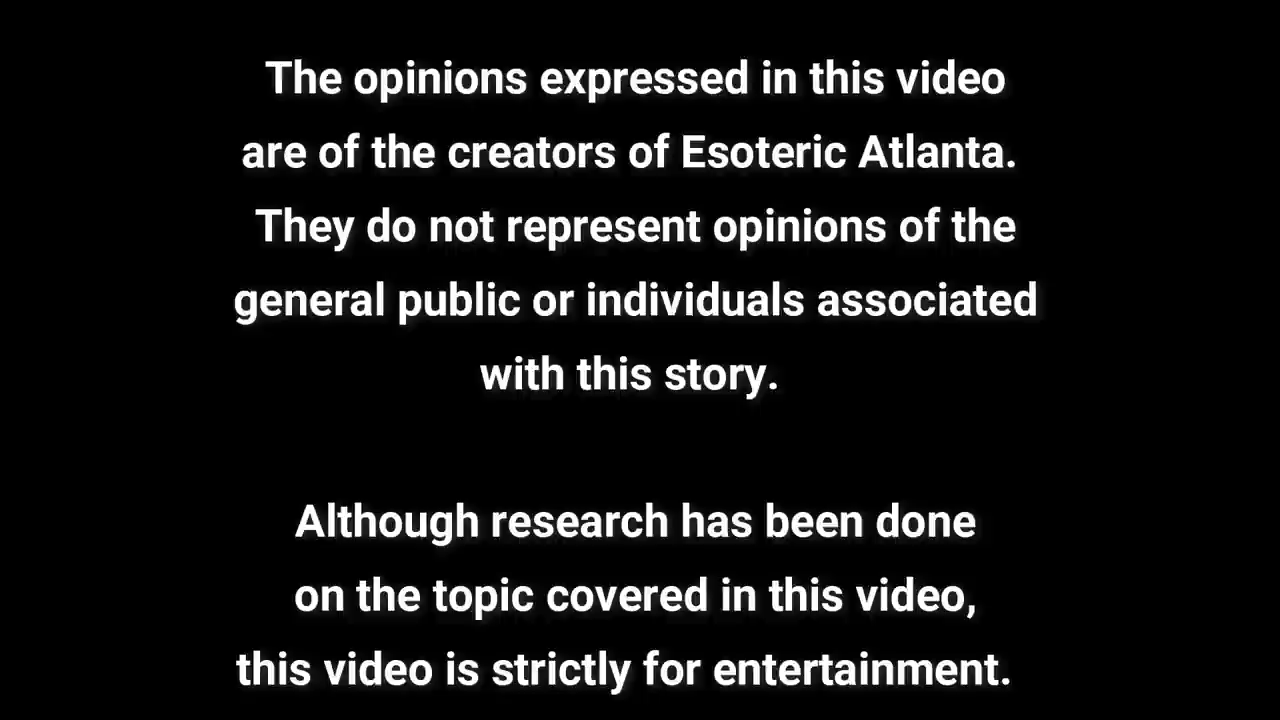 The opinions expressed in this video
are of the creators of Esoteric Atlanta.
They do not represent opinions of the
general public or individuals associated
with this story.
Although research has been done
on the topic covered in this video,
this video is strictly for entertainment.